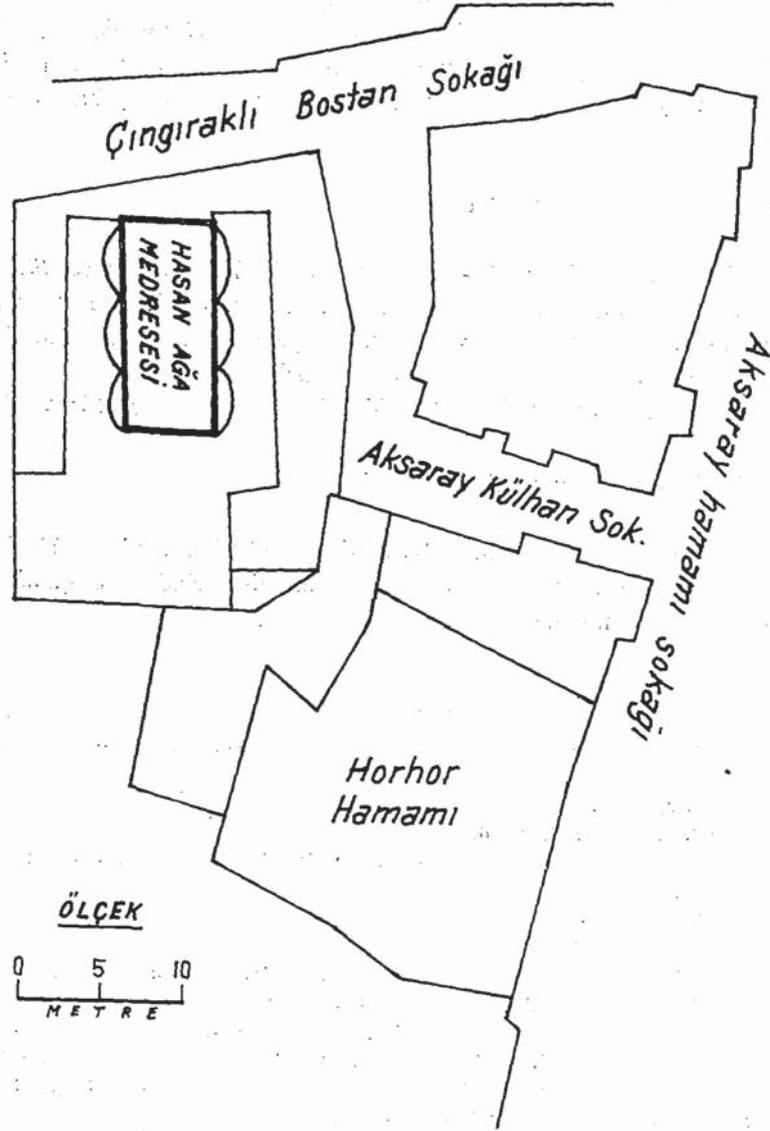 Çıngıraklı Bostan Sokağı
HASAN AĞA
MEDRESESİ
Aksaray Külhan Sok.
Aksaray hamamı sokağı
Horhor
Hamamı
ÖLÇEK
0 5 10
METRE